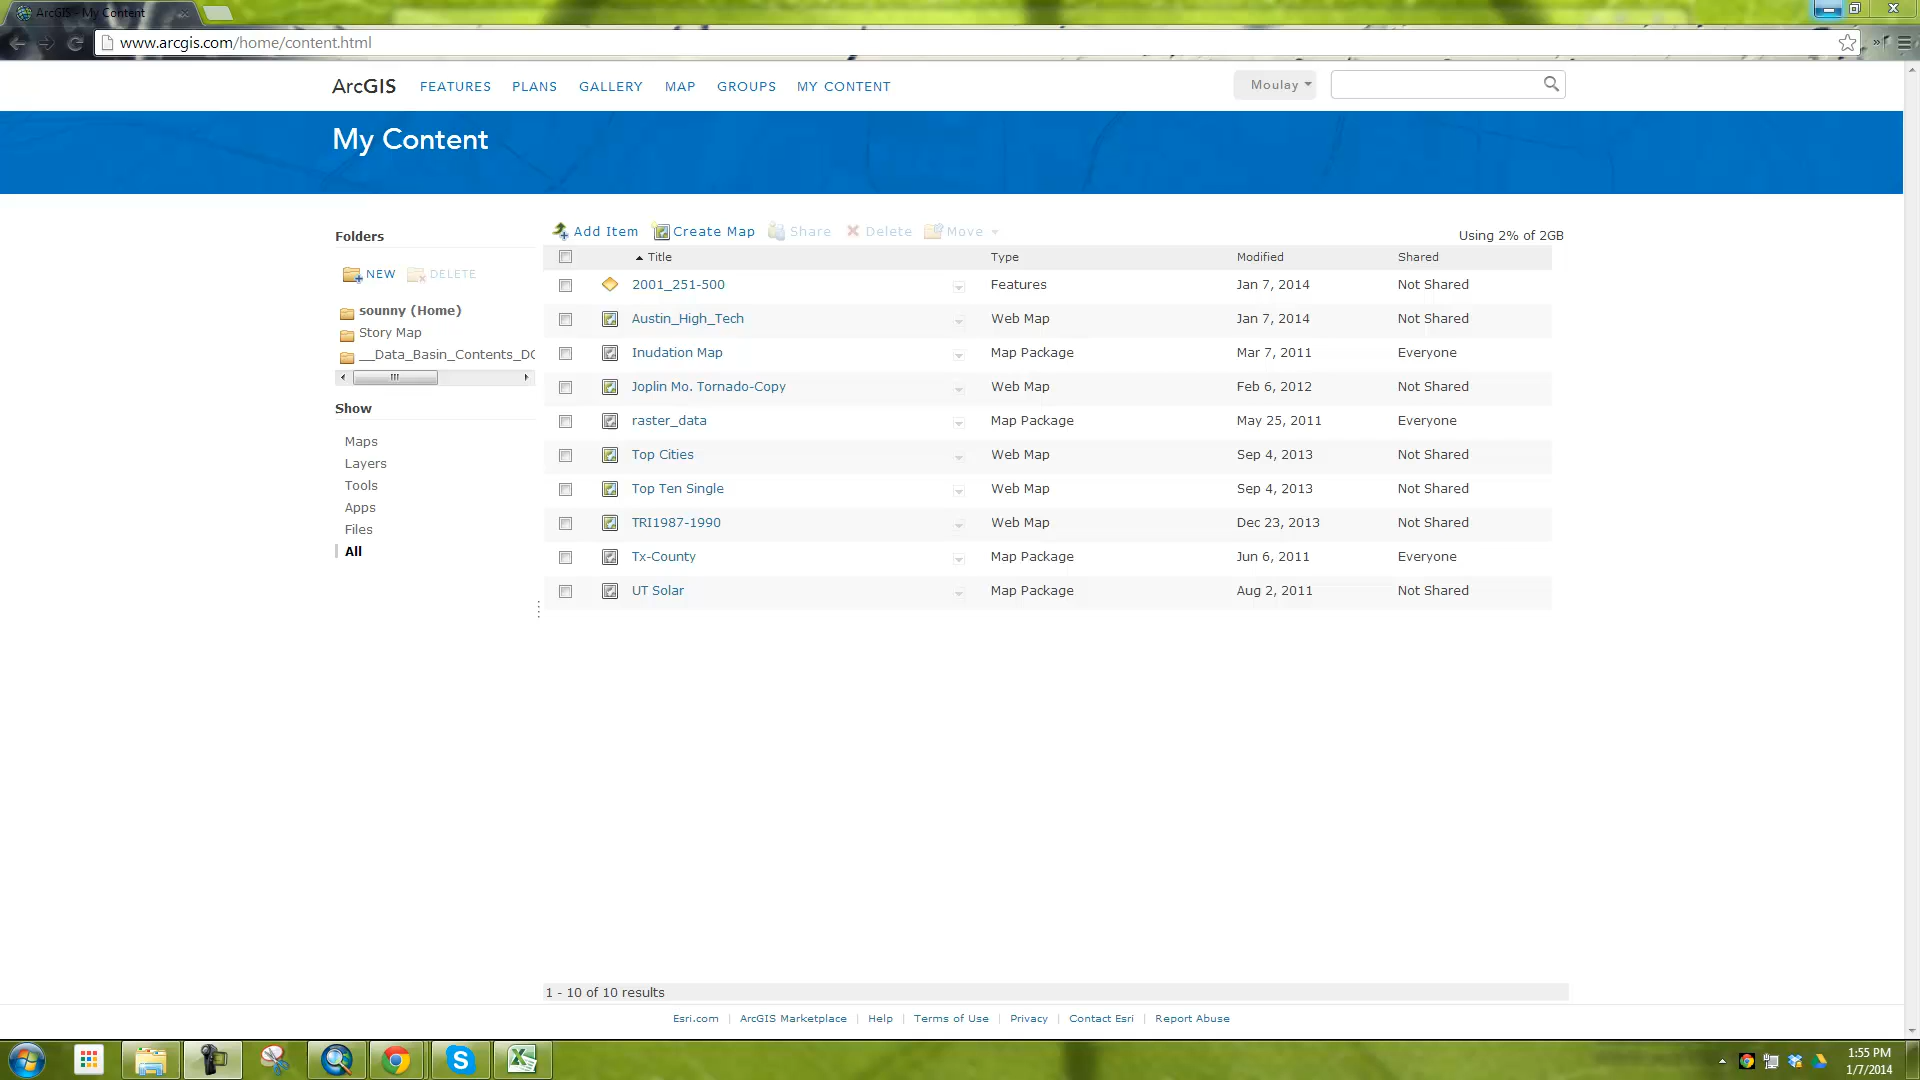 ArcGIS - My Content
www.arcgis.com/home/content.html
ArcGIS FEATURES PLANS GALLERY MAP GROUPS MY CONTENT Moulay
My Content
Folders
NEW DELETE
sounny (Home)
Story Map
__Data_Basin_Contents_DO
Show
Maps
Layers
Tools
Apps
Files
All
Add Item Create Map Share Delete Move
Using 2% of 2GB
Title Type Modified Shared
2001_251-500 Features Jan 7, 2014 Not Shared
Austin_High_Tech Web Map Jan 7, 2014 Not Shared
Inudation Map Map Package Mar 7, 2011 Everyone
Joplin Mo. Tornado-Copy Web Map Feb 6, 2012 Not Shared
raster_data Map Package May 25, 2011 Everyone
Top Cities Web Map Sep 4, 2013 Not Shared
Top Ten Single Web Map Sep 4, 2013 Not Shared
TRI1987-1990 Web Map Dec 23, 2013 Not Shared
Tx-County Map Package Jun 6, 2011 Everyone
UT Solar Map Package Aug 2, 2011 Not Shared
1 - 10 of 10 results
Esri.com | ArcGIS Marketplace | Help | Terms of Use | Privacy | Contact Esri | Report Abuse
1:55 PM
1/7/2014